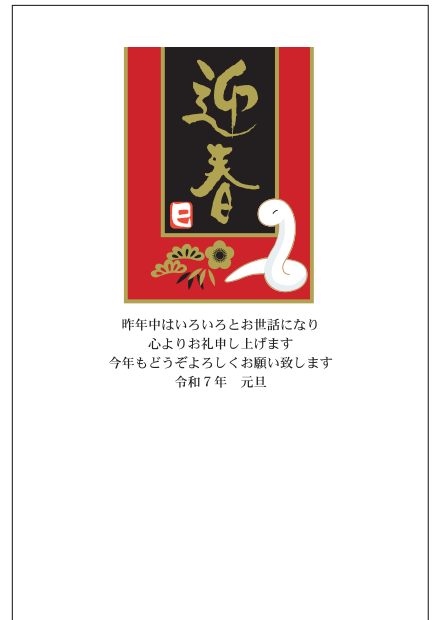 迎春
巳
昨年中はいろいろとお世話になり
心よりお礼申し上げます
今年もどうぞよろしくお願い致します
令和７年　元旦